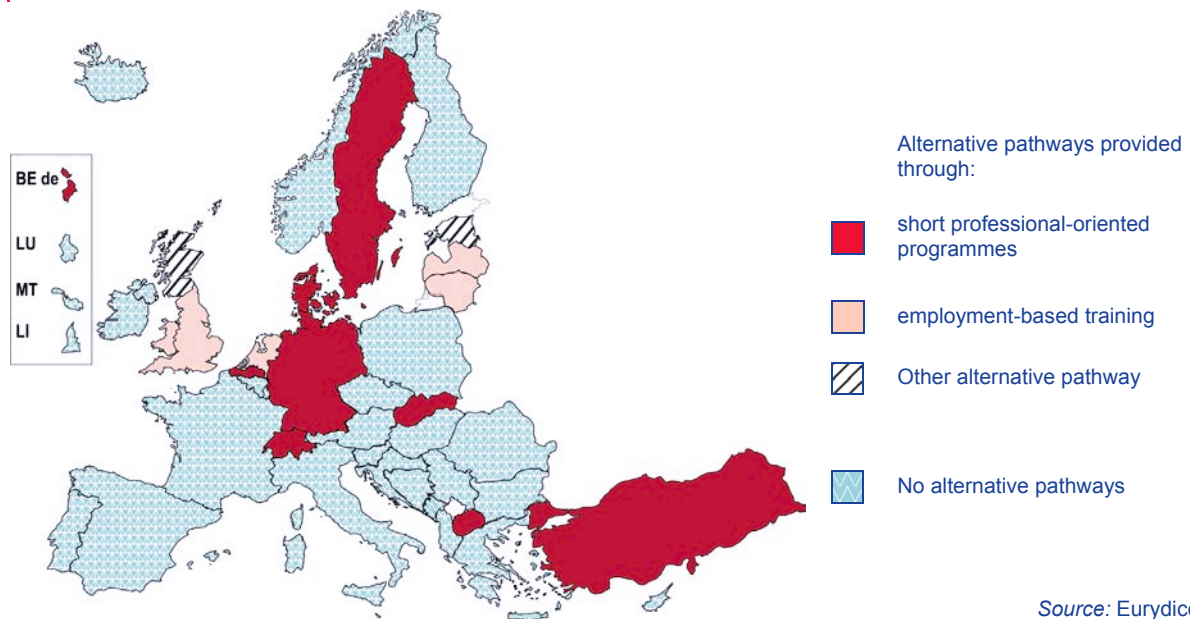 BE de
LU
MT
LI
Alternative pathways provided
through:
short professional-oriented
programmes
employment-based training
Other alternative pathway
No alternative pathways
Source: Eurydice